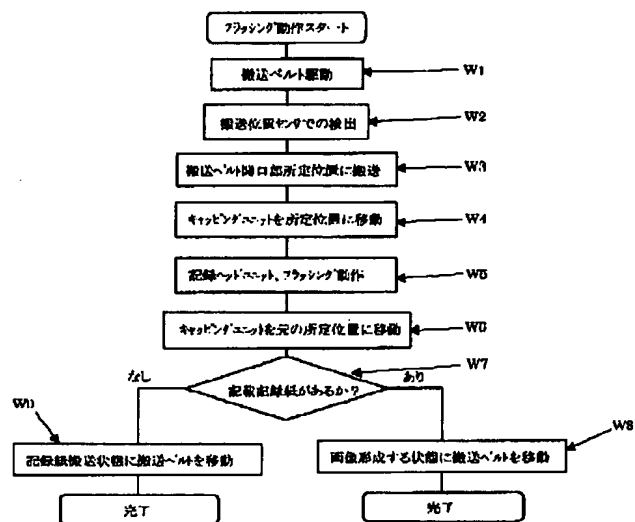 フラッシング動作スタート
搬送ベルト駆動
W1
搬送位置センサでの検出
W2
搬送ベルト開口部所定位置に搬送
W3
キャッピングユニットを所定位置に移動
W4
記録ヘッドユニット、フラッシング動作
W5
キャッピングユニットを元の所定位置に移動
W6
W7
なし
記載記録紙があるか?
あり
W9
W8
記録紙搬送状態に搬送ベルトを移動
画像形成する状態に搬送ベルトを移動
完了
完了